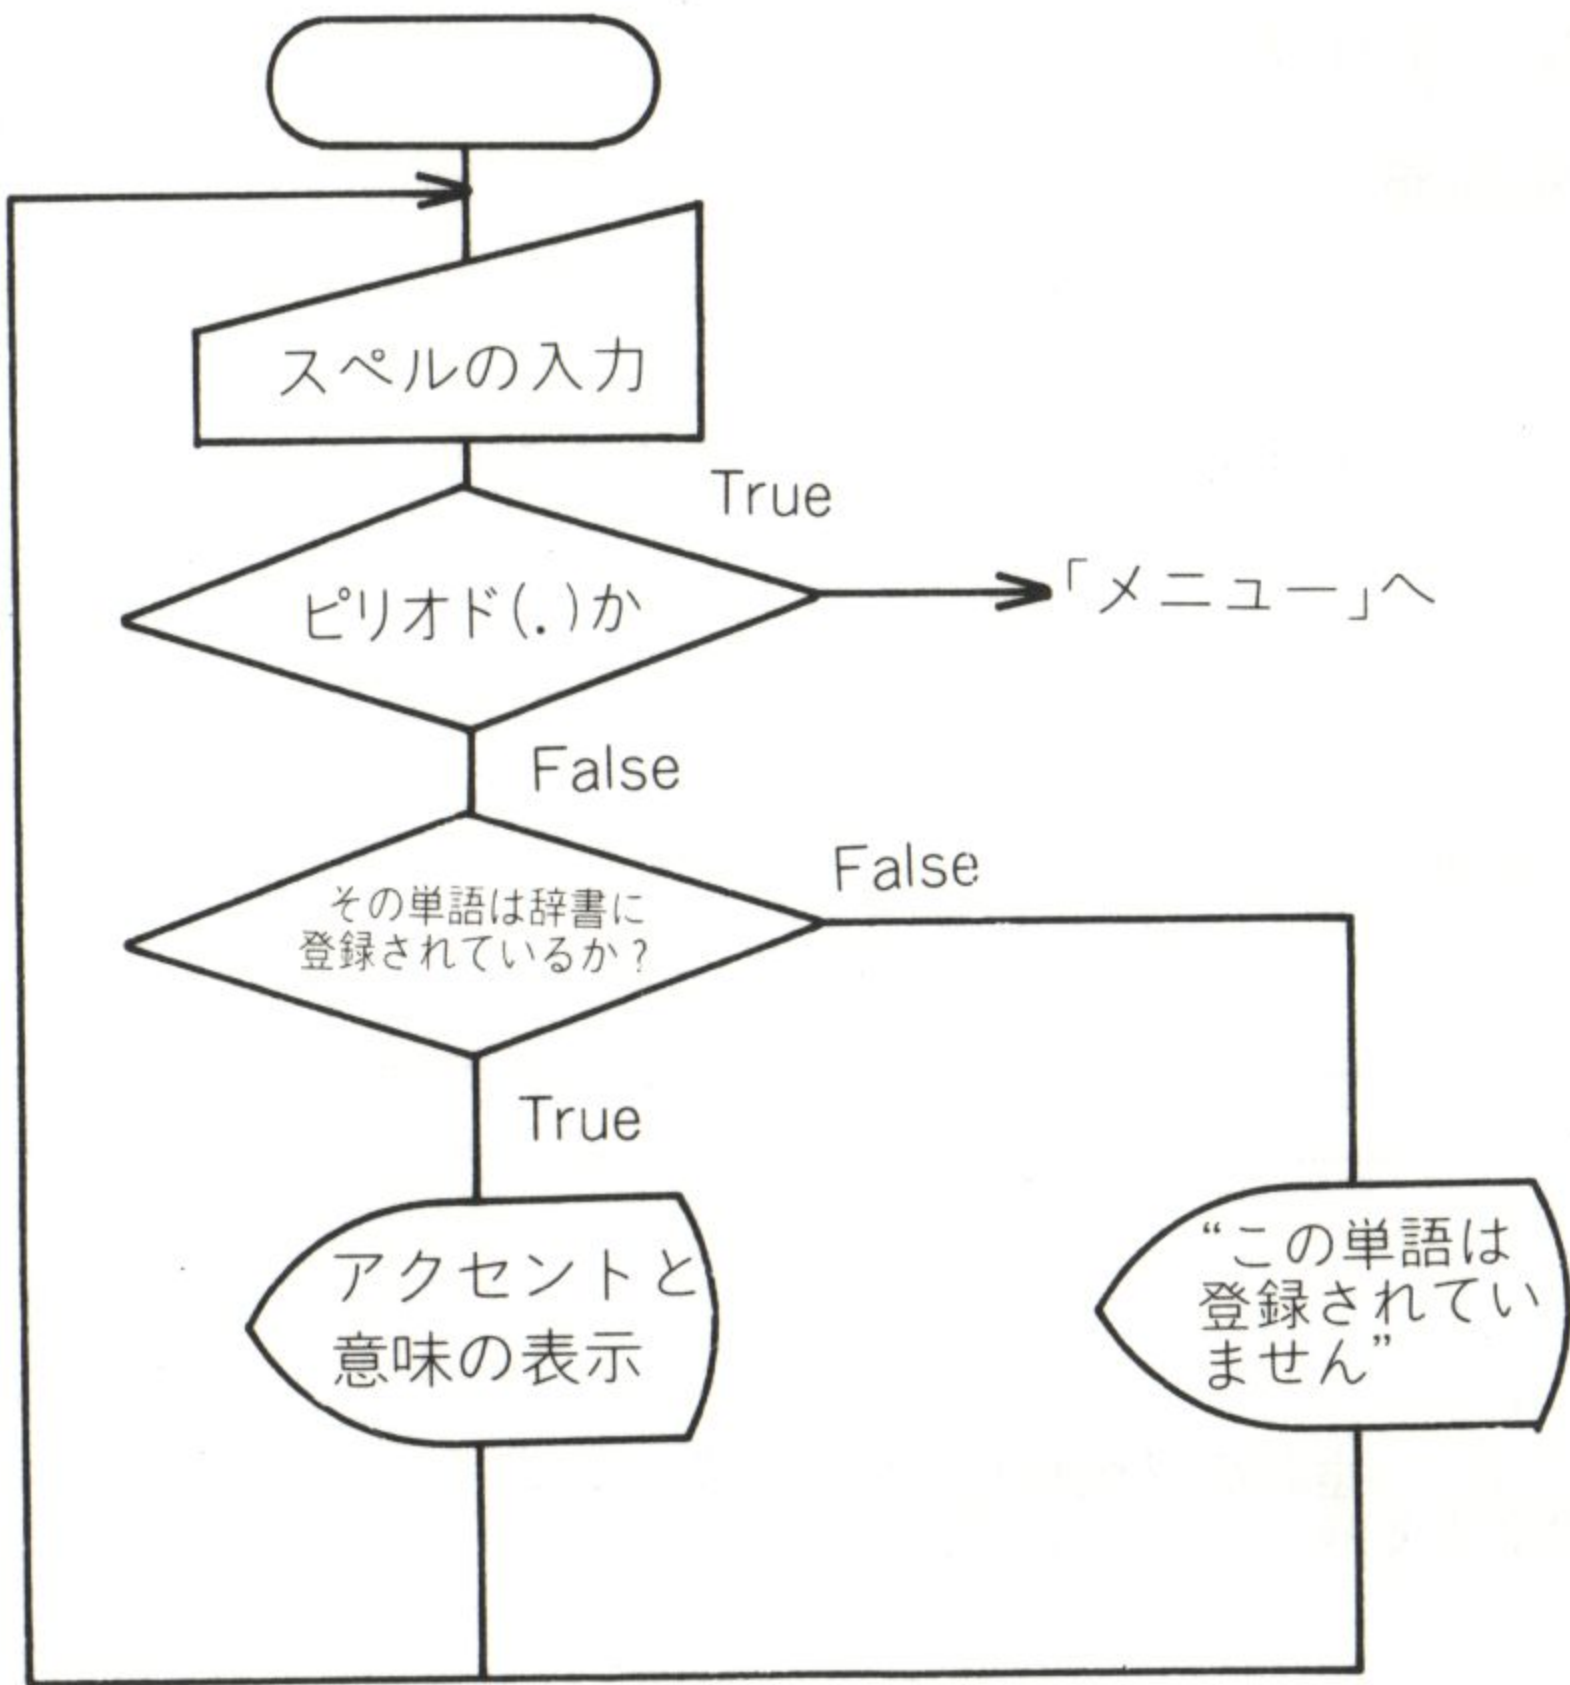 スペルの入力
True
ピリオド(.)か
「メニュー」へ
False
False
その単語は辞書に
登録されているか?
True
アクセントと
意味の表示
“この単語は
登録されてい
ません”